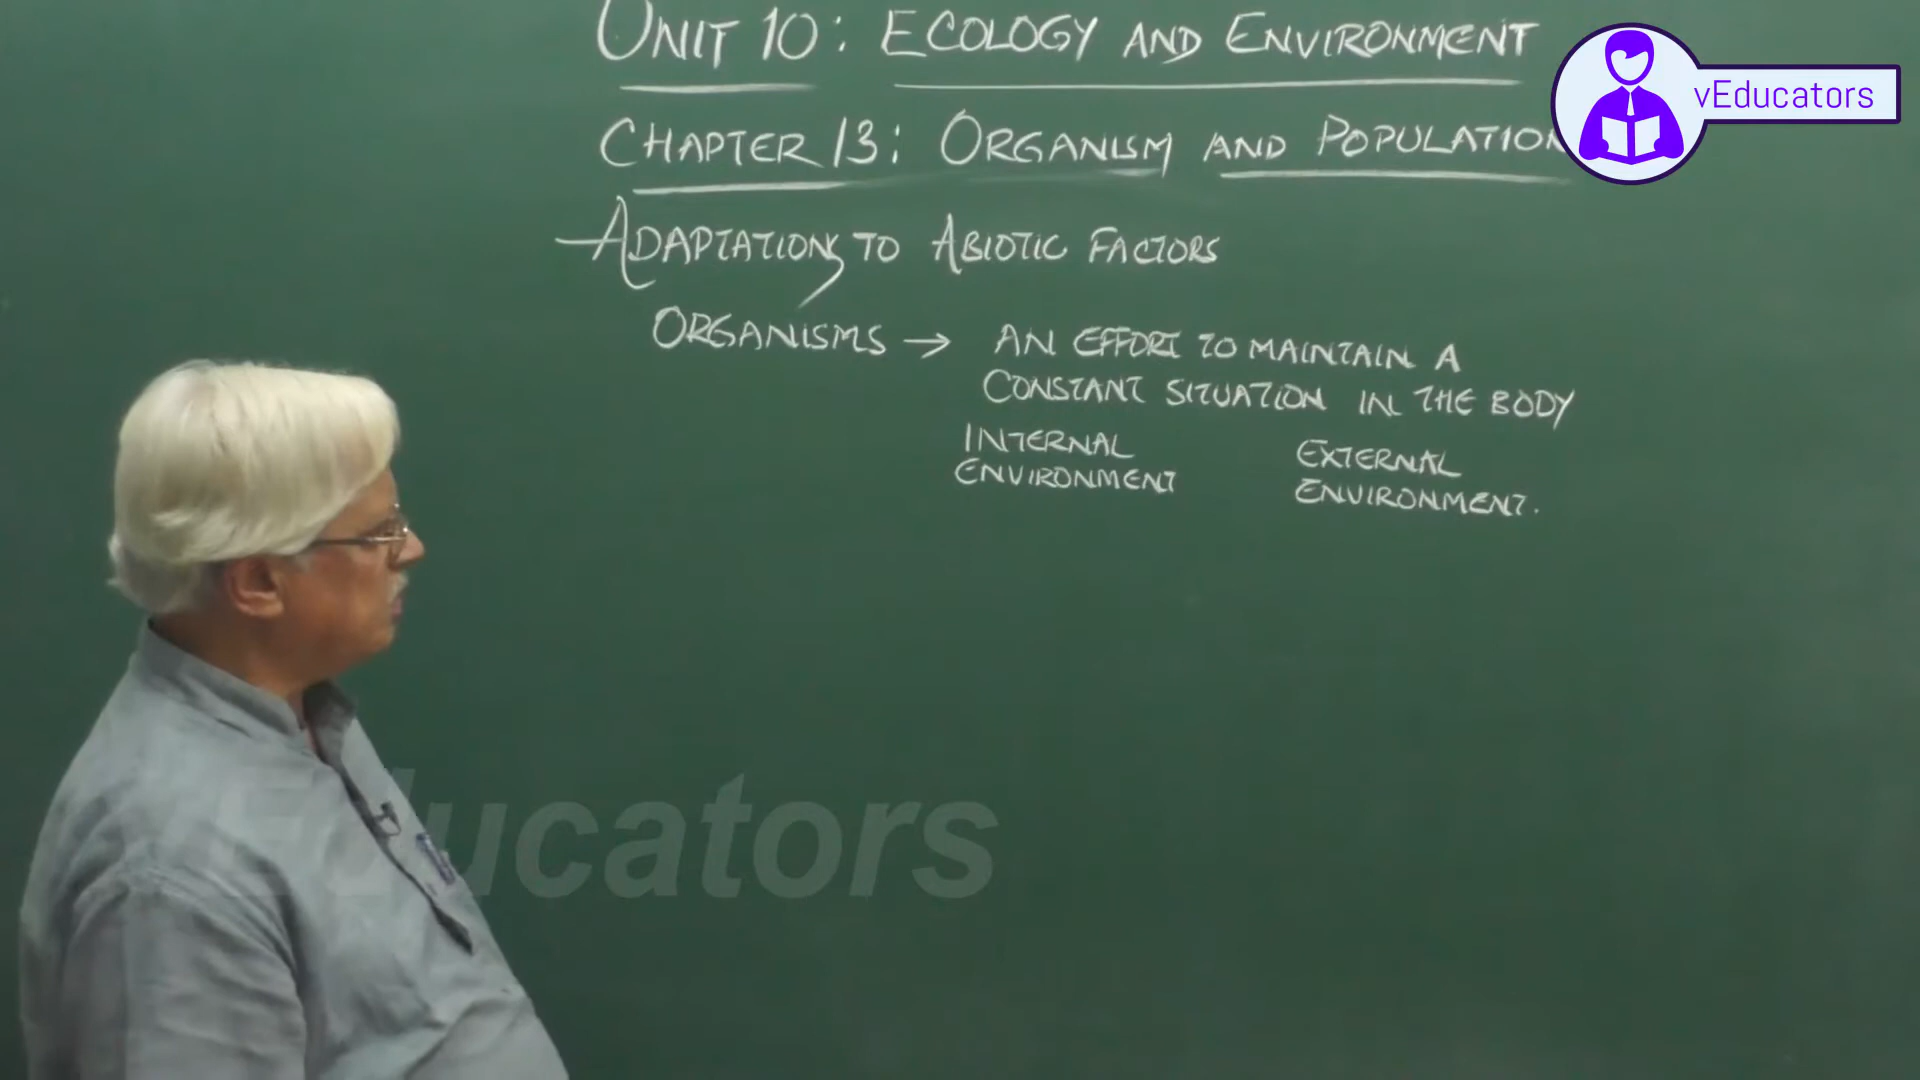 UNIT 10: ECOLOGY AND ENVIRONMENT
CHAPTER 13: ORGANISM AND POPULATION
ADAPTATIONS TO ABIOTIC FACTORS
ORGANISMS → AN EFFORT TO MAINTAIN A
CONSTANT SITUATION IN THE BODY
INTERNAL
ENVIRONMENT
EXTERNAL
ENVIRONMENT.
vEducators
Educators